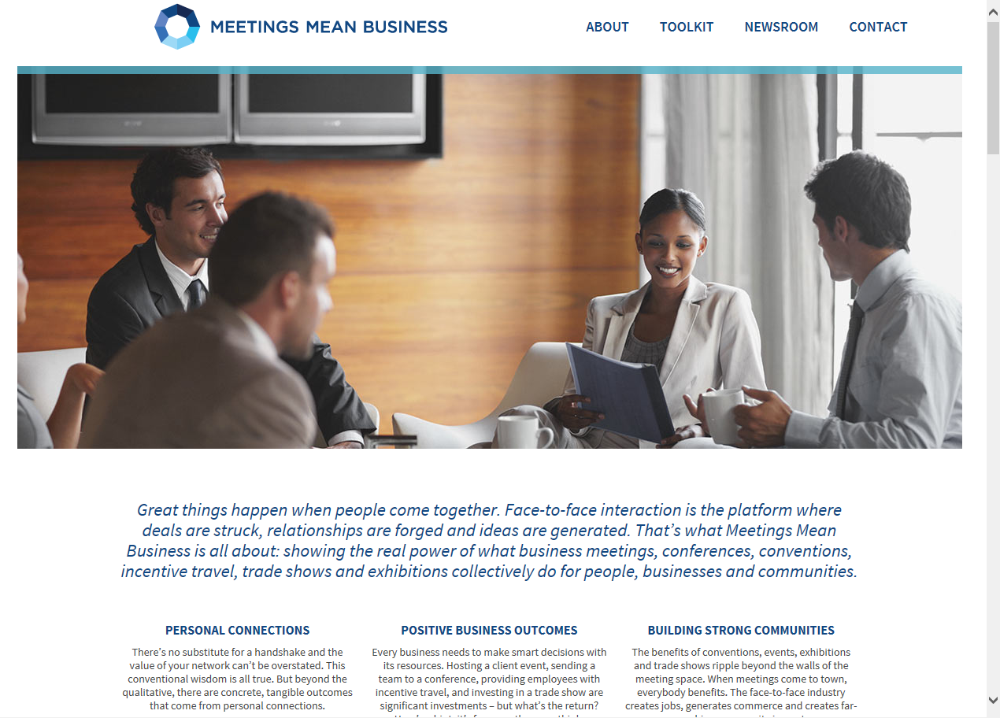 MEETINGS MEAN BUSINESS
ABOUT TOOLKIT NEWSROOM CONTACT
Great things happen when people come together. Face-to-face interaction is the platform where
deals are struck, relationships are forged and ideas are generated. That’s what Meetings Mean
Business is all about: showing the real power of what business meetings, conferences, conventions,
incentive travel, trade shows and exhibitions collectively do for people, businesses and communities.
PERSONAL CONNECTIONS
There’s no substitute for a handshake and the
value of your network can’t be overstated. This
conventional wisdom is all true. But beyond the
qualitative, there are concrete, tangible outcomes
that come from personal connections.
POSITIVE BUSINESS OUTCOMES
Every business needs to make smart decisions with
its resources. Hosting a client event, sending a
team to a conference, providing employees with
incentive travel, and investing in a trade show are
significant investments – but what’s the return?
BUILDING STRONG COMMUNITIES
The benefits of conventions, events, exhibitions
and trade shows ripple beyond the walls of the
meeting space. When meetings come to town,
everybody benefits. The face-to-face industry
creates jobs, generates commerce and creates far-